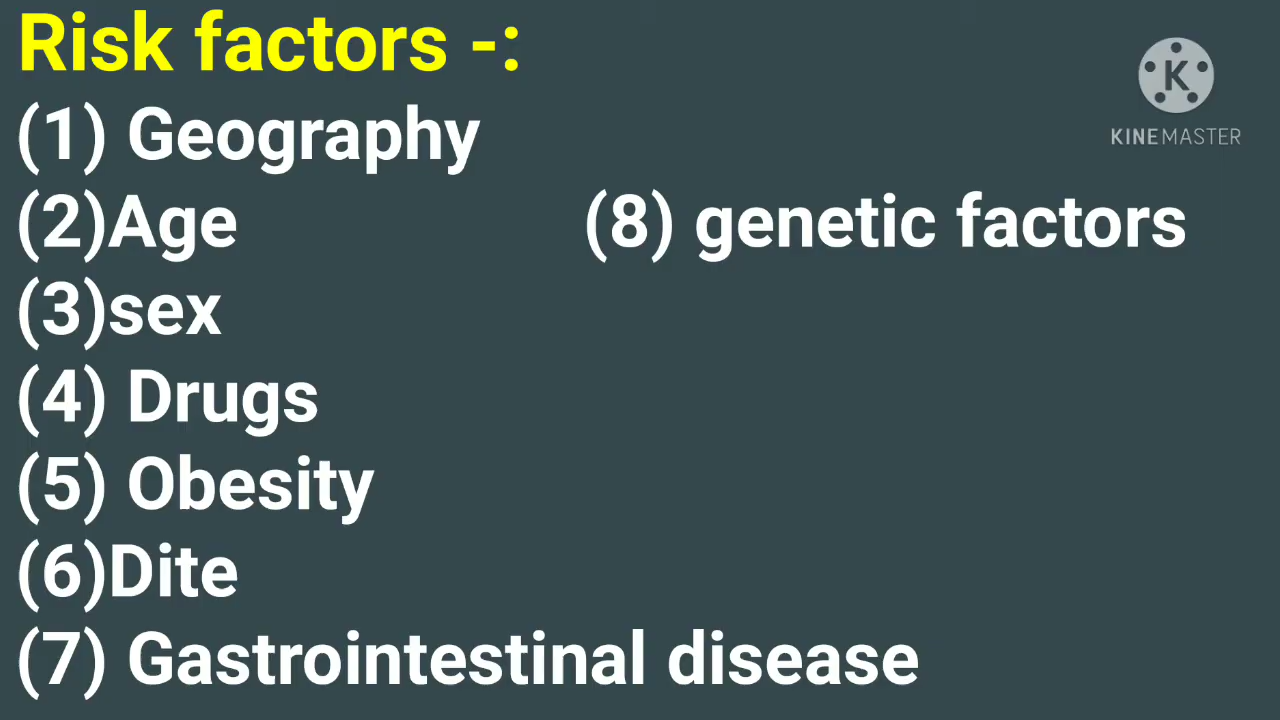 Risk factors -:
(1) Geography
(2)Age
(3)sex
(4) Drugs
(5) Obesity
(6)Dite
(7) Gastrointestinal disease
(8) genetic factors
K
KINEMASTER